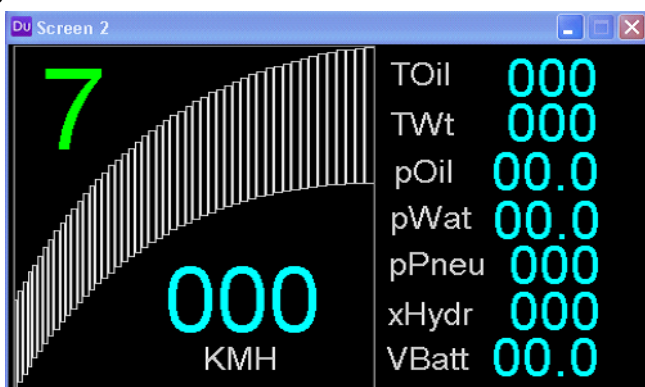 Du Screen 2
7
000
KMH
TOil 000
TWt 000
pOil 00.0
pWat 00.0
pPneu 000
xHydr 000
VBatt 00.0